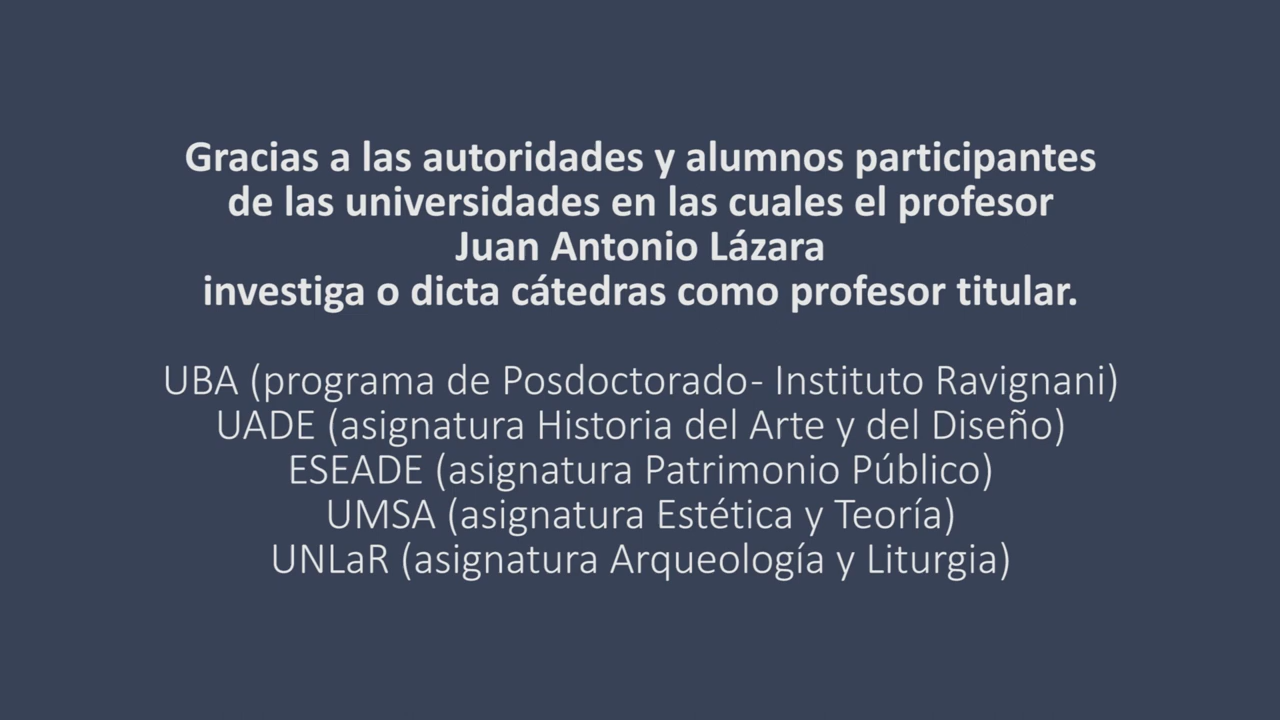 Gracias a las autoridades y alumnos participantes
de las universidades en las cuales el profesor
Juan Antonio Lázara
investiga o dicta cátedras como profesor titular.
UBA (programa de Posdoctorado- Instituto Ravignani)
UADE (asignatura Historia del Arte y del Diseño)
ESEADE (asignatura Patrimonio Público)
UMSA (asignatura Estética y Teoría)
UNLaR (asignatura Arqueología y Liturgia)